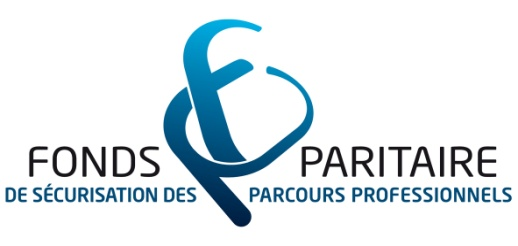 FONDS PARITAIRE
DE SÉCURISATION DES PARCOURS PROFESSIONNELS